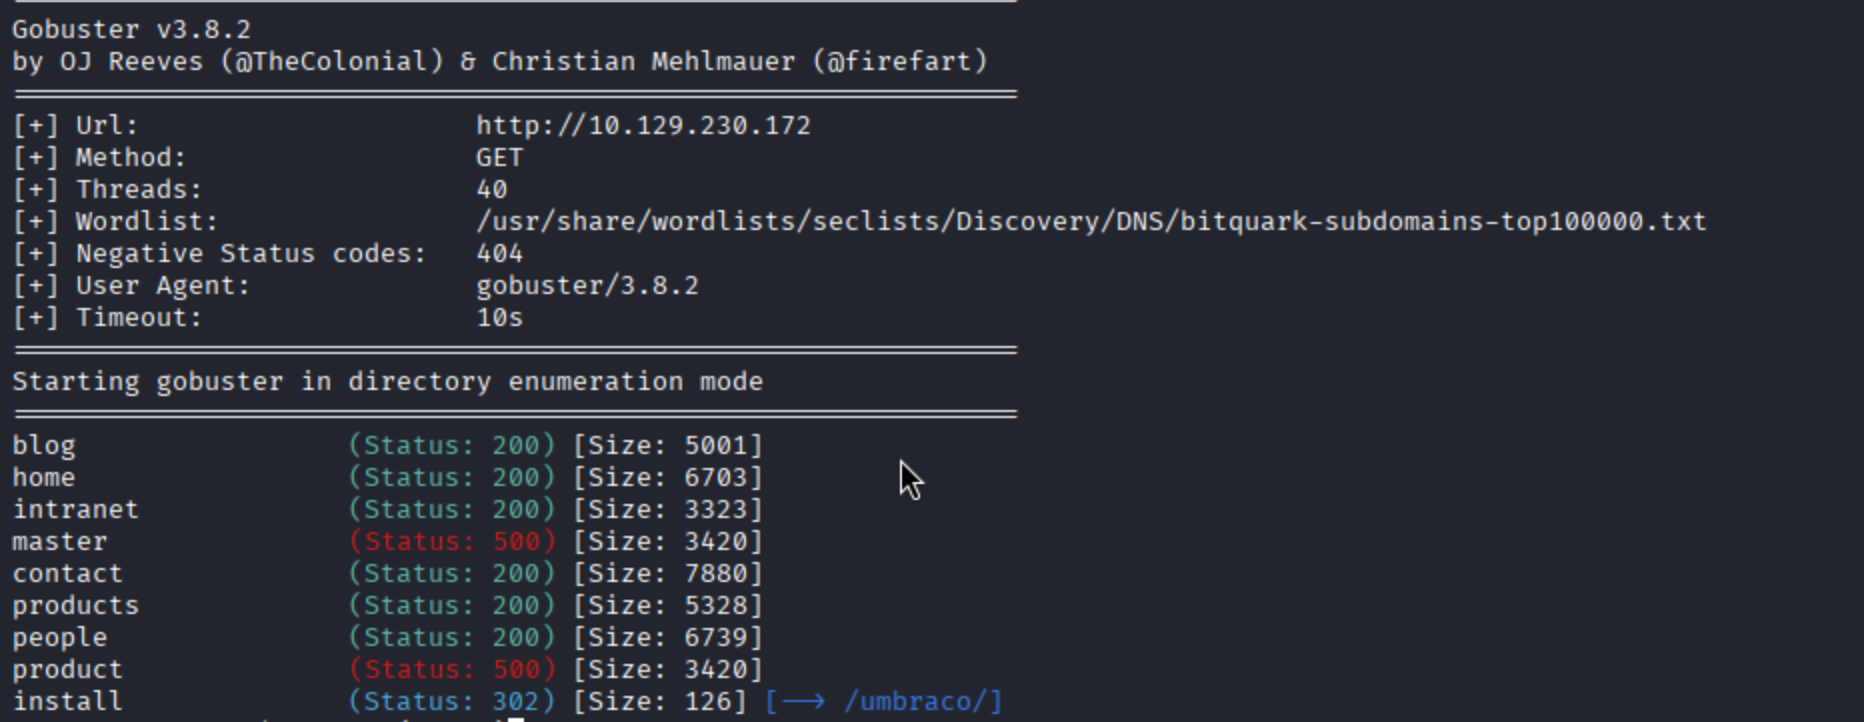 Gobuster v3.8.2
by OJ Reeves (@TheColonial) & Christian Mehlmauer (@firefart)
[+] Url: http://10.129.230.172
[+] Method: GET
[+] Threads: 40
[+] Wordlist: /usr/share/wordlists/seclists/Discovery/DNS/bitquark-subdomains-top100000.txt
[+] Negative Status codes: 404
[+] User Agent: gobuster/3.8.2
[+] Timeout: 10s
Starting gobuster in directory enumeration mode
blog (Status: 200) [Size: 5001]
home (Status: 200) [Size: 6703]
intranet (Status: 200) [Size: 3323]
master (Status: 500) [Size: 3420]
contact (Status: 200) [Size: 7880]
products (Status: 200) [Size: 5328]
people (Status: 200) [Size: 6739]
product (Status: 500) [Size: 3420]
install (Status: 302) [Size: 126] [--> /umbraco/]